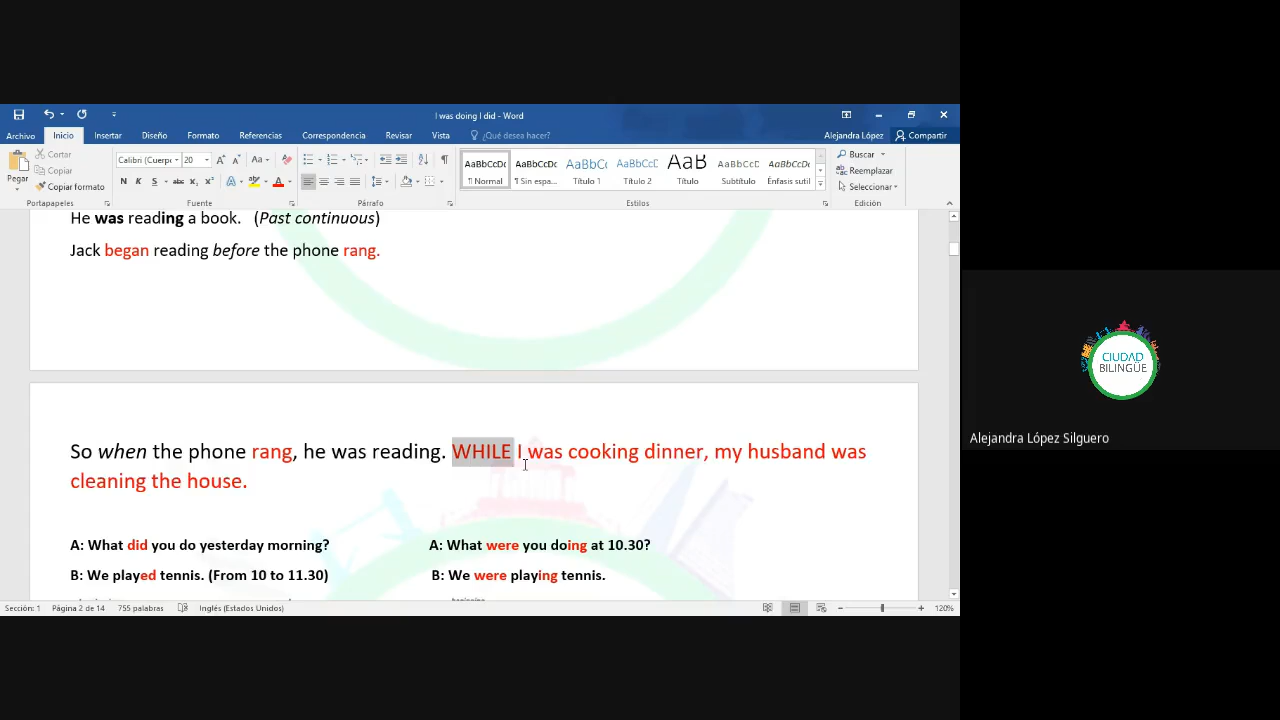 I was doing I did - Word
Archivo Inicio Insertar Diseño Formato Referencias Correspondencia Revisar Vista ¿Qué desea hacer? Alejandra López Compartir
Pegar
Cortar
Copiar
Copiar formato
Calibri (Cuerp 20
N K S abc
AaBbCcDc AaBbCcDc AaBbCc AaBbCcD AaB AaBbCcD AaBbCcDc
¶ Normal ¶ Sin espa... Título 1 Título 2 Título Subtítulo Énfasis sutil
Buscar
Reemplazar
Seleccionar
Portapapeles Fuente Párrafo Estilos Edición
He was reading a book. (Past continuous)
Jack began reading before the phone rang.
So when the phone rang, he was reading. WHILE I was cooking dinner, my husband was
cleaning the house.
A: What did you do yesterday morning? A: What were you doing at 10.30?
B: We played tennis. (From 10 to 11.30) B: We were playing tennis.
Sección: 1 Página 2 de 14 755 palabras Inglés (Estados Unidos) 120%
CIUDAD
BILINGÜE
Alejandra López Silguero